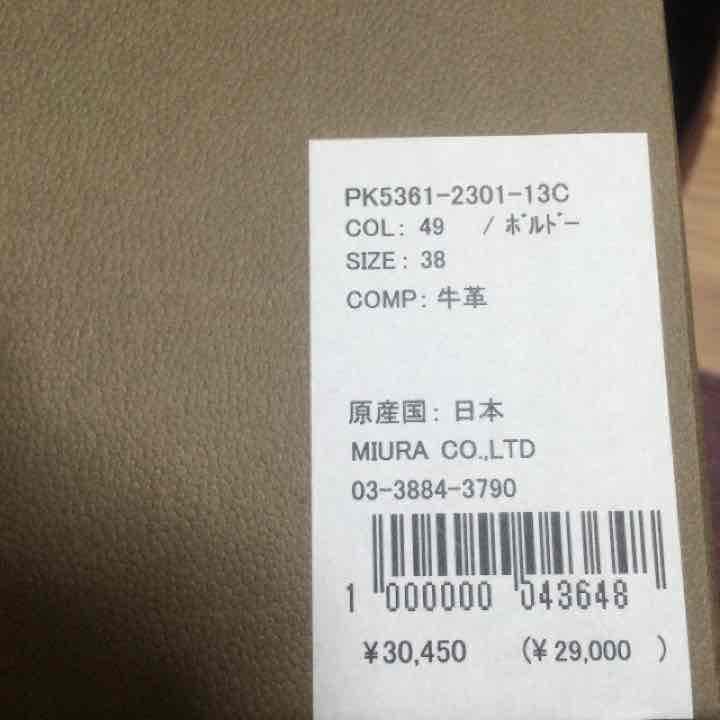 PK5361-2301-13C
COL: 49 / ボルドー
SIZE: 38
COMP: 牛革
原産国: 日本
MIURA CO.,LTD
03-3884-3790
1 000000 043648
¥30,450 (¥29,000 )